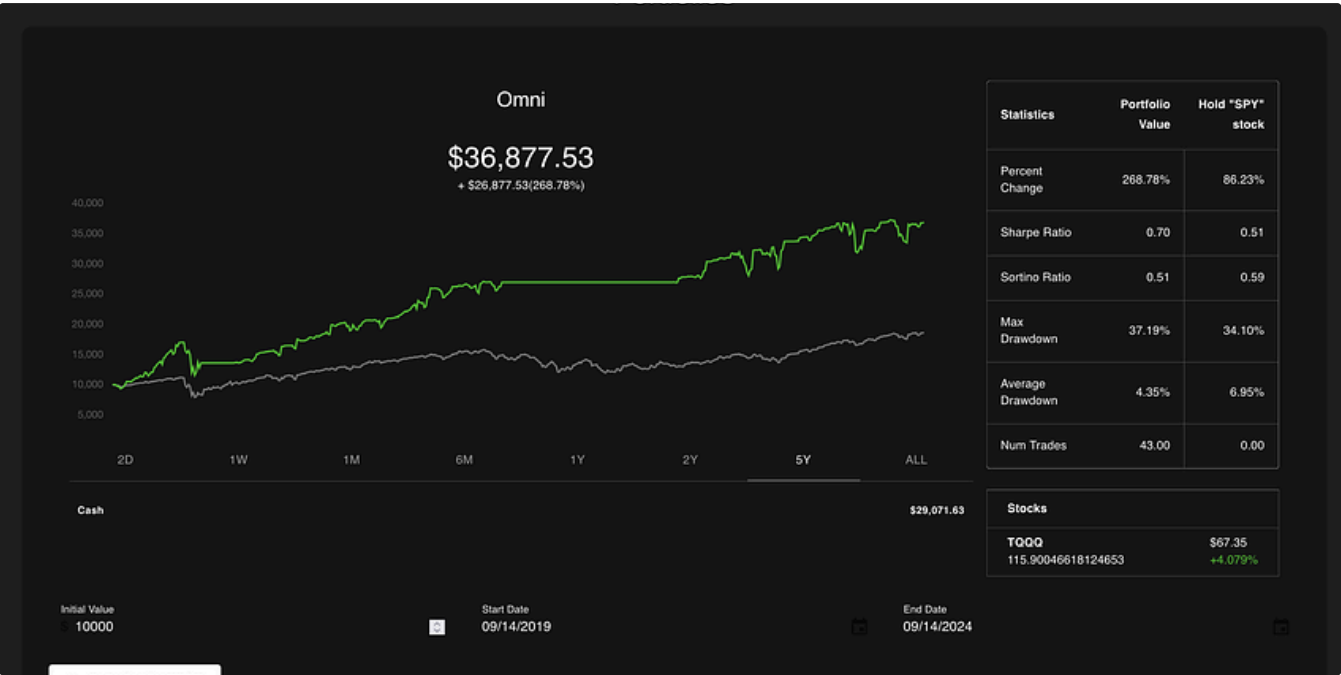 Omni
$36,877.53
+ $26,877.53(268.78%)
40,000
35,000
30,000
25,000
20,000
15,000
10,000
5,000
2D 1W 1M 6M 1Y 2Y 5Y ALL
Cash $29,071.63
Statistics Portfolio Value Hold "SPY" stock
Percent Change 268.78% 86.23%
Sharpe Ratio 0.70 0.51
Sortino Ratio 0.51 0.59
Max Drawdown 37.19% 34.10%
Average Drawdown 4.35% 6.95%
Num Trades 43.00 0.00
Stocks
TQQQ $67.35
115.90046618124653 +4.079%
Initial Value Start Date End Date
$ 10000 09/14/2019 09/14/2024